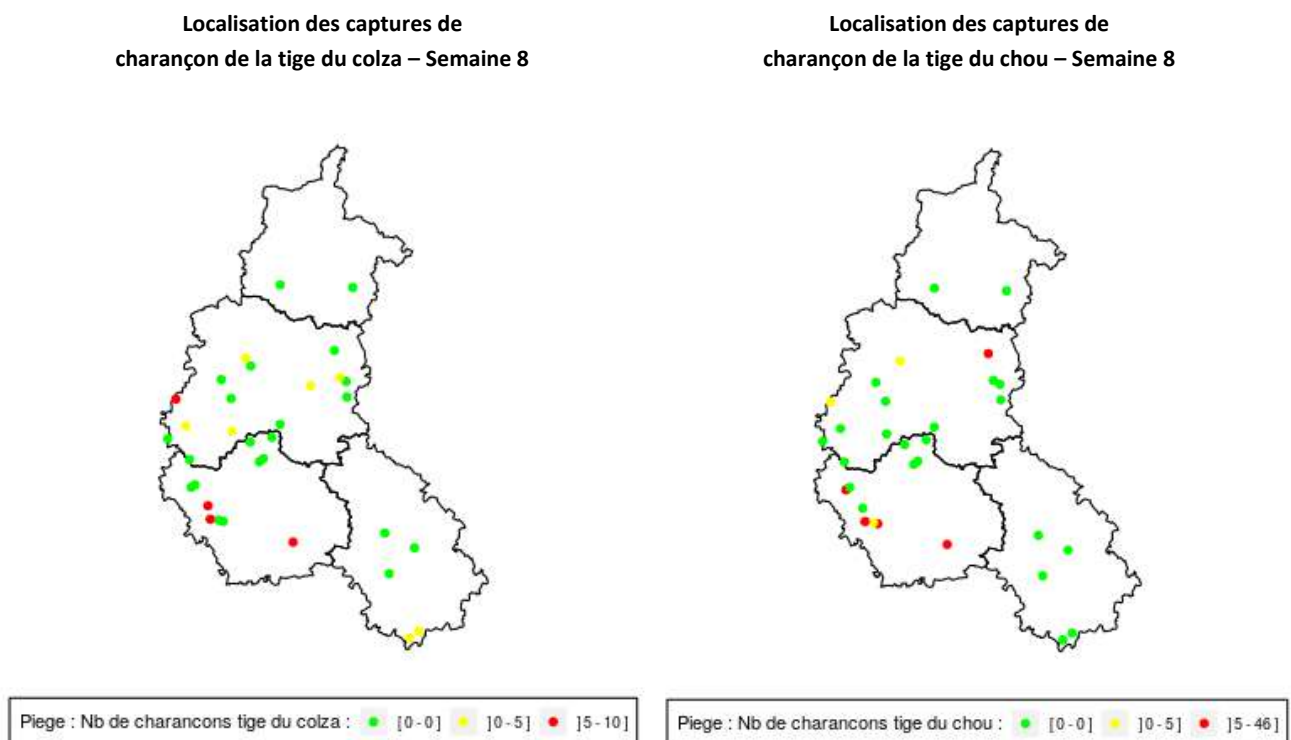 Localisation des captures de
charançon de la tige du colza – Semaine 8
Localisation des captures de
charançon de la tige du chou – Semaine 8
Piege : Nb de charancons tige du colza : [0-0] ]0-5] ]5-10]
Piege : Nb de charancons tige du chou : [0-0] ]0-5] ]5-46]